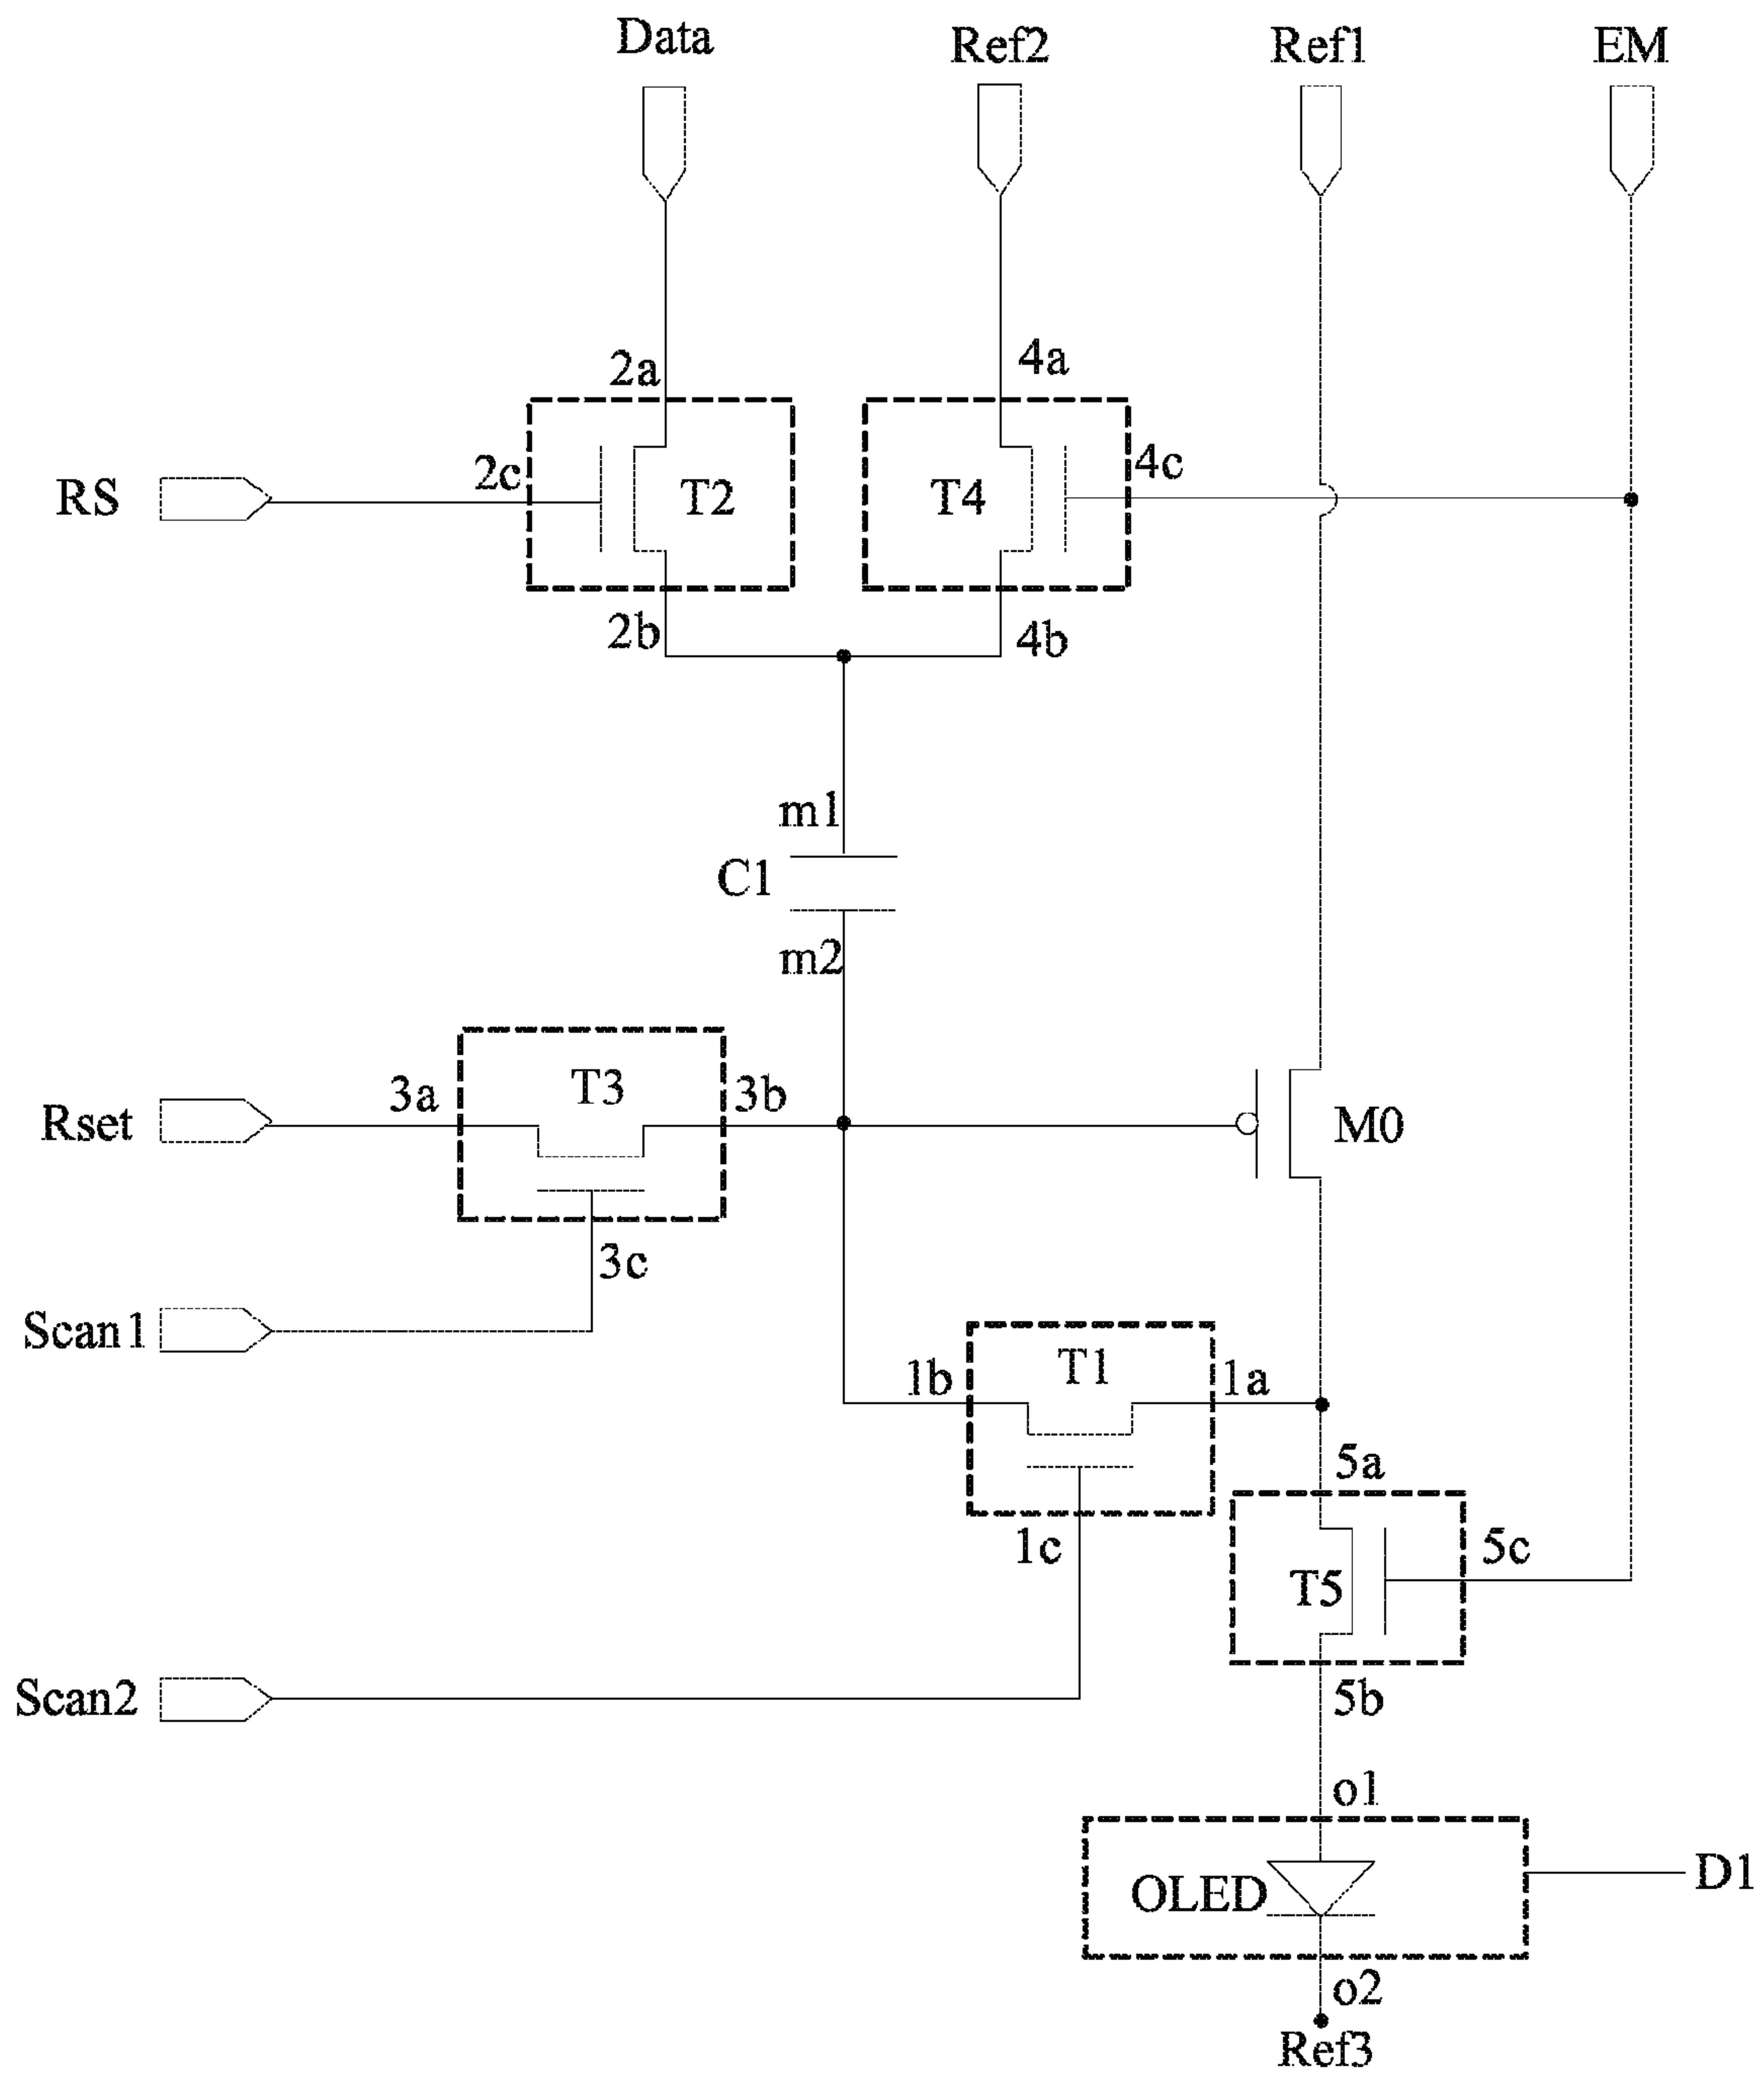 Data Ref2 Ref1 EM
2a 4a
RS 2c T2 T4 4c
2b 4b
m1
C1
m2
Rset 3a T3 3b M0
3c
Scan1
1b T1 1a
5a
1c T5 5c
Scan2 5b
o1
OLED D1
o2
Ref3